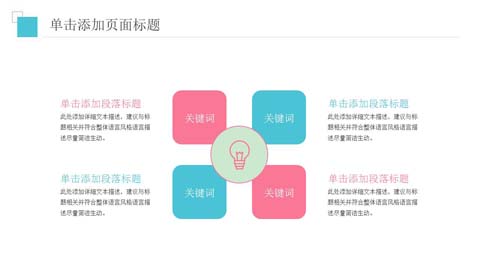 单击添加页面标题
单击添加段落标题
此处添加详细文本描述，建议与标
题相关并符合整体语言风格语言描
述尽量简洁生动。
关键词
关键词
单击添加段落标题
此处添加详细文本描述，建议与标
题相关并符合整体语言风格语言描
述尽量简洁生动。
单击添加段落标题
此处添加详细文本描述，建议与标
题相关并符合整体语言风格语言描
述尽量简洁生动。
关键词
关键词
单击添加段落标题
此处添加详细文本描述，建议与标
题相关并符合整体语言风格语言描
述尽量简洁生动。